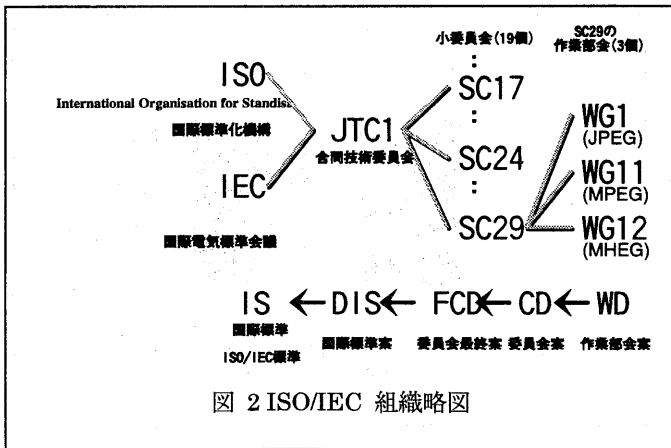 小委員会(19個)
SC29の
作業部会(3個)
:
ISO
SC17
International Organisation for Standisa
国際標準化機構
:
JTC1
合同技術委員会
WG1
(JPEG)
SC24
IEC
:
WG11
(MPEG)
国際電気標準会議
SC29
WG12
(MHEG)
IS ← DIS ← FCD ← CD ← WD
国際標準 国際標準案 委員会最終案 委員会案 作業部会案
ISO/IEC標準
図 2 ISO/IEC 組織略図